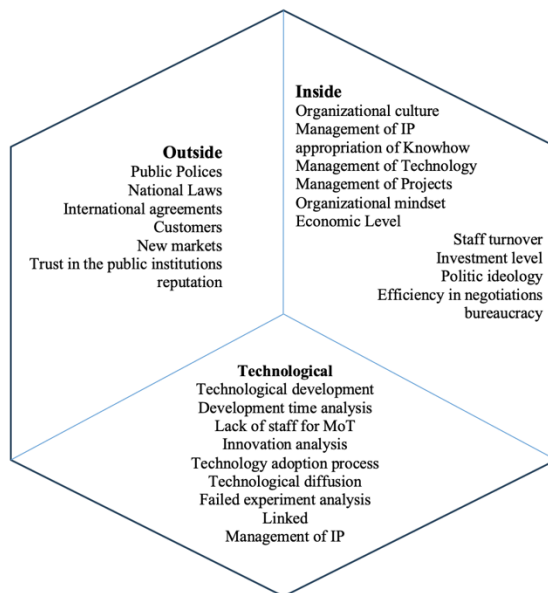 Inside
Organizational culture
Management of IP
appropriation of Knowhow
Management of Technology
Management of Projects
Organizational mindset
Economic Level
Staff turnover
Investment level
Politic ideology
Efficiency in negotiations
bureaucracy
Outside
Public Polices
National Laws
International agreements
Customers
New markets
Trust in the public institutions
reputation
Technological
Technological development
Development time analysis
Lack of staff for MoT
Innovation analysis
Technology adoption process
Technological diffusion
Failed experiment analysis
Linked
Management of IP